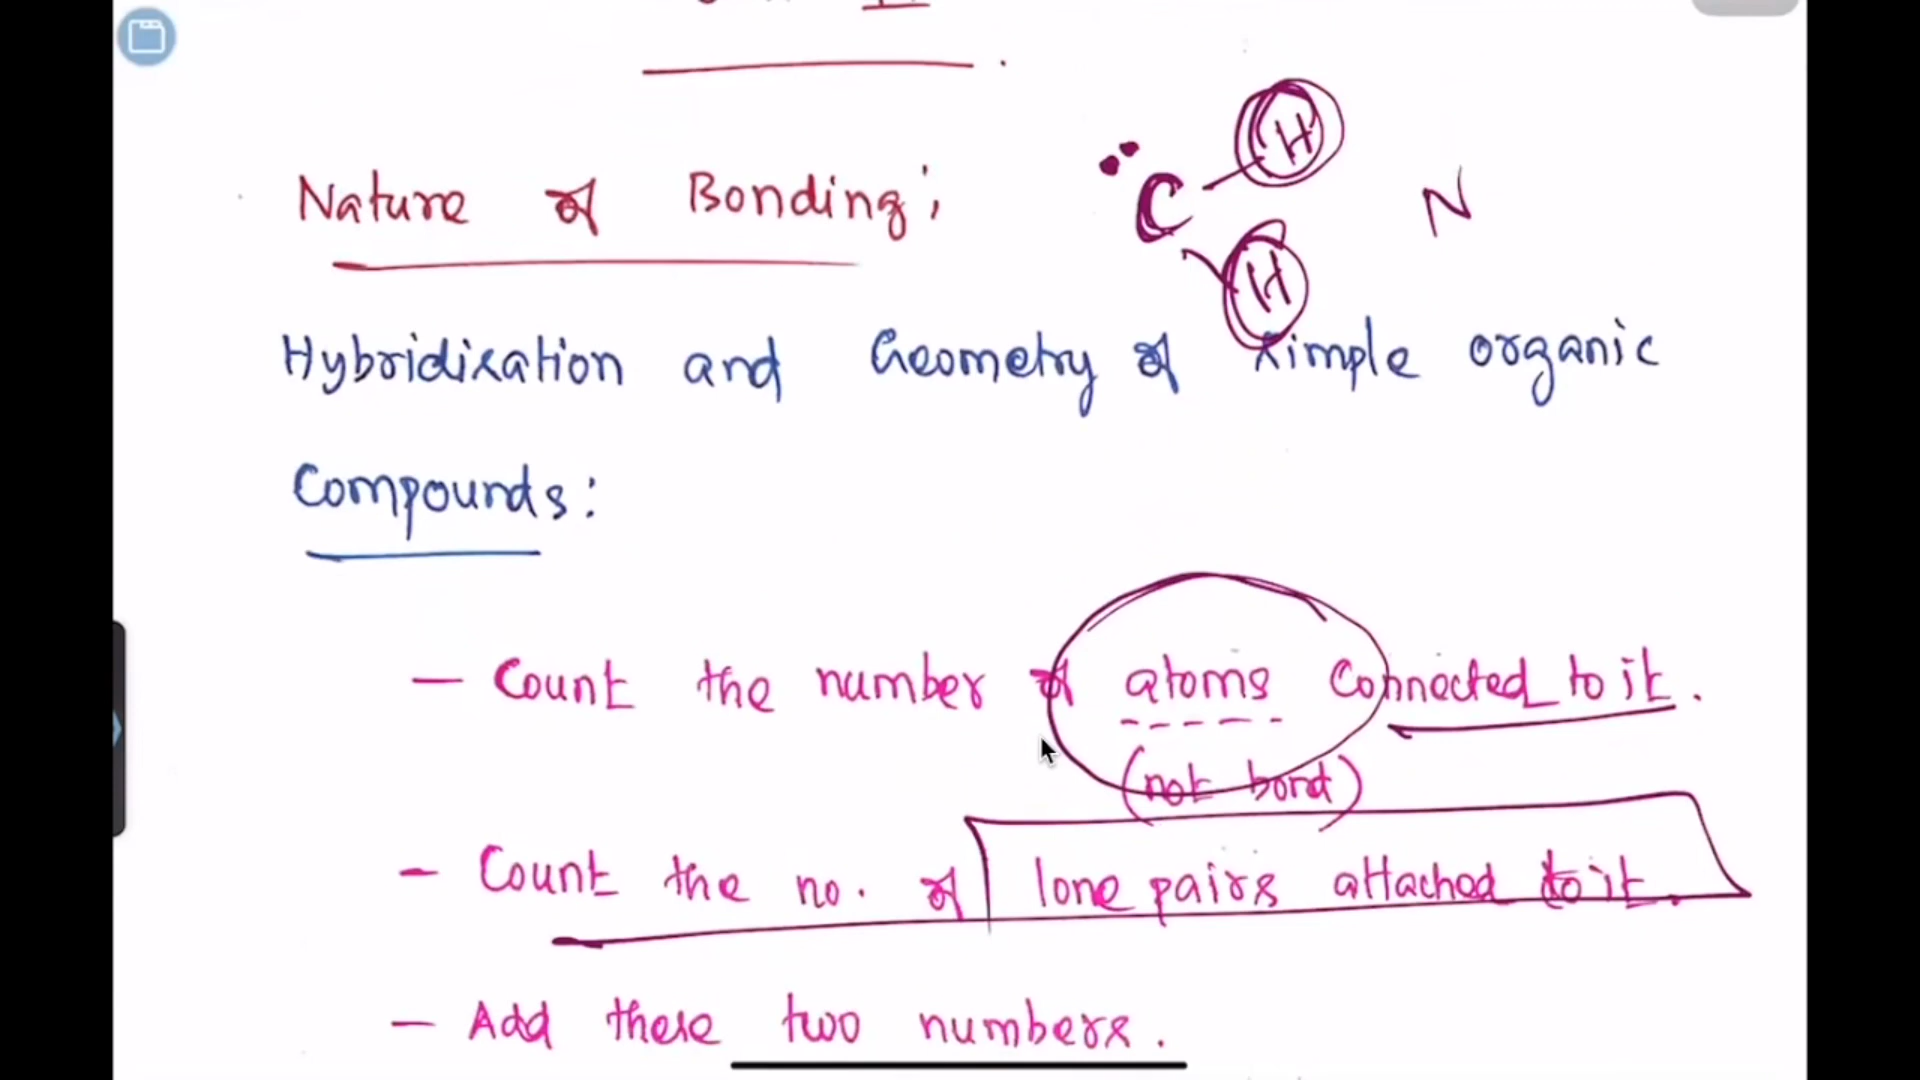 H
C
N
Nature of Bonding;
H
Hybridization and Geometry of simple organic
Compounds:
– Count the number of atoms connected to it.
(not bond)
– Count the no. of lone pairs attached to it.
– Add these two numbers.